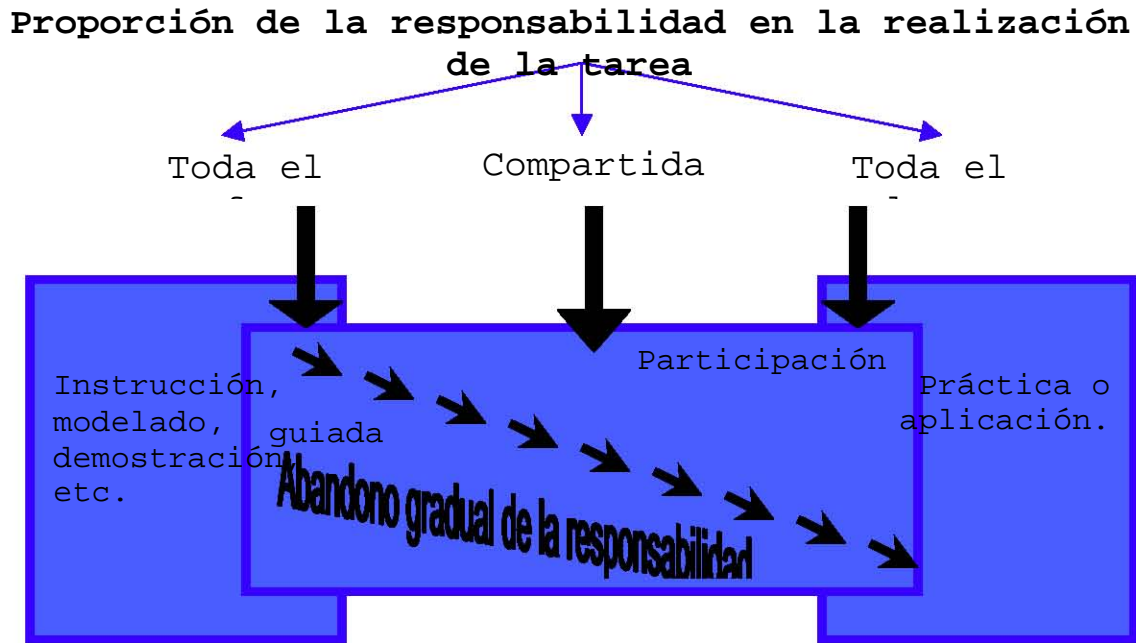 Proporción de la responsabilidad en la realización
de la tarea
Toda el
Compartida
Toda el
Participación
guiada
Instrucción,
modelado,
demostración,
etc.
Práctica o
aplicación.
Abandono gradual de la responsabilidad